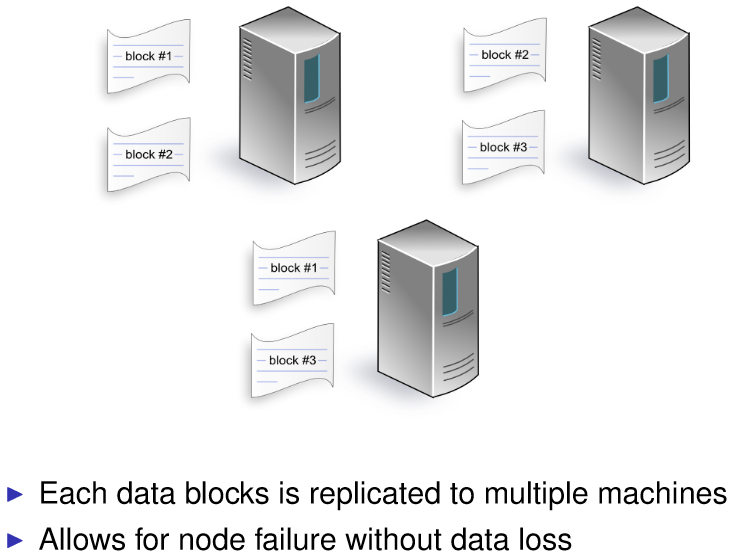 block #1
block #2
block #2
block #3
block #1
block #3
Each data blocks is replicated to multiple machines
Allows for node failure without data loss